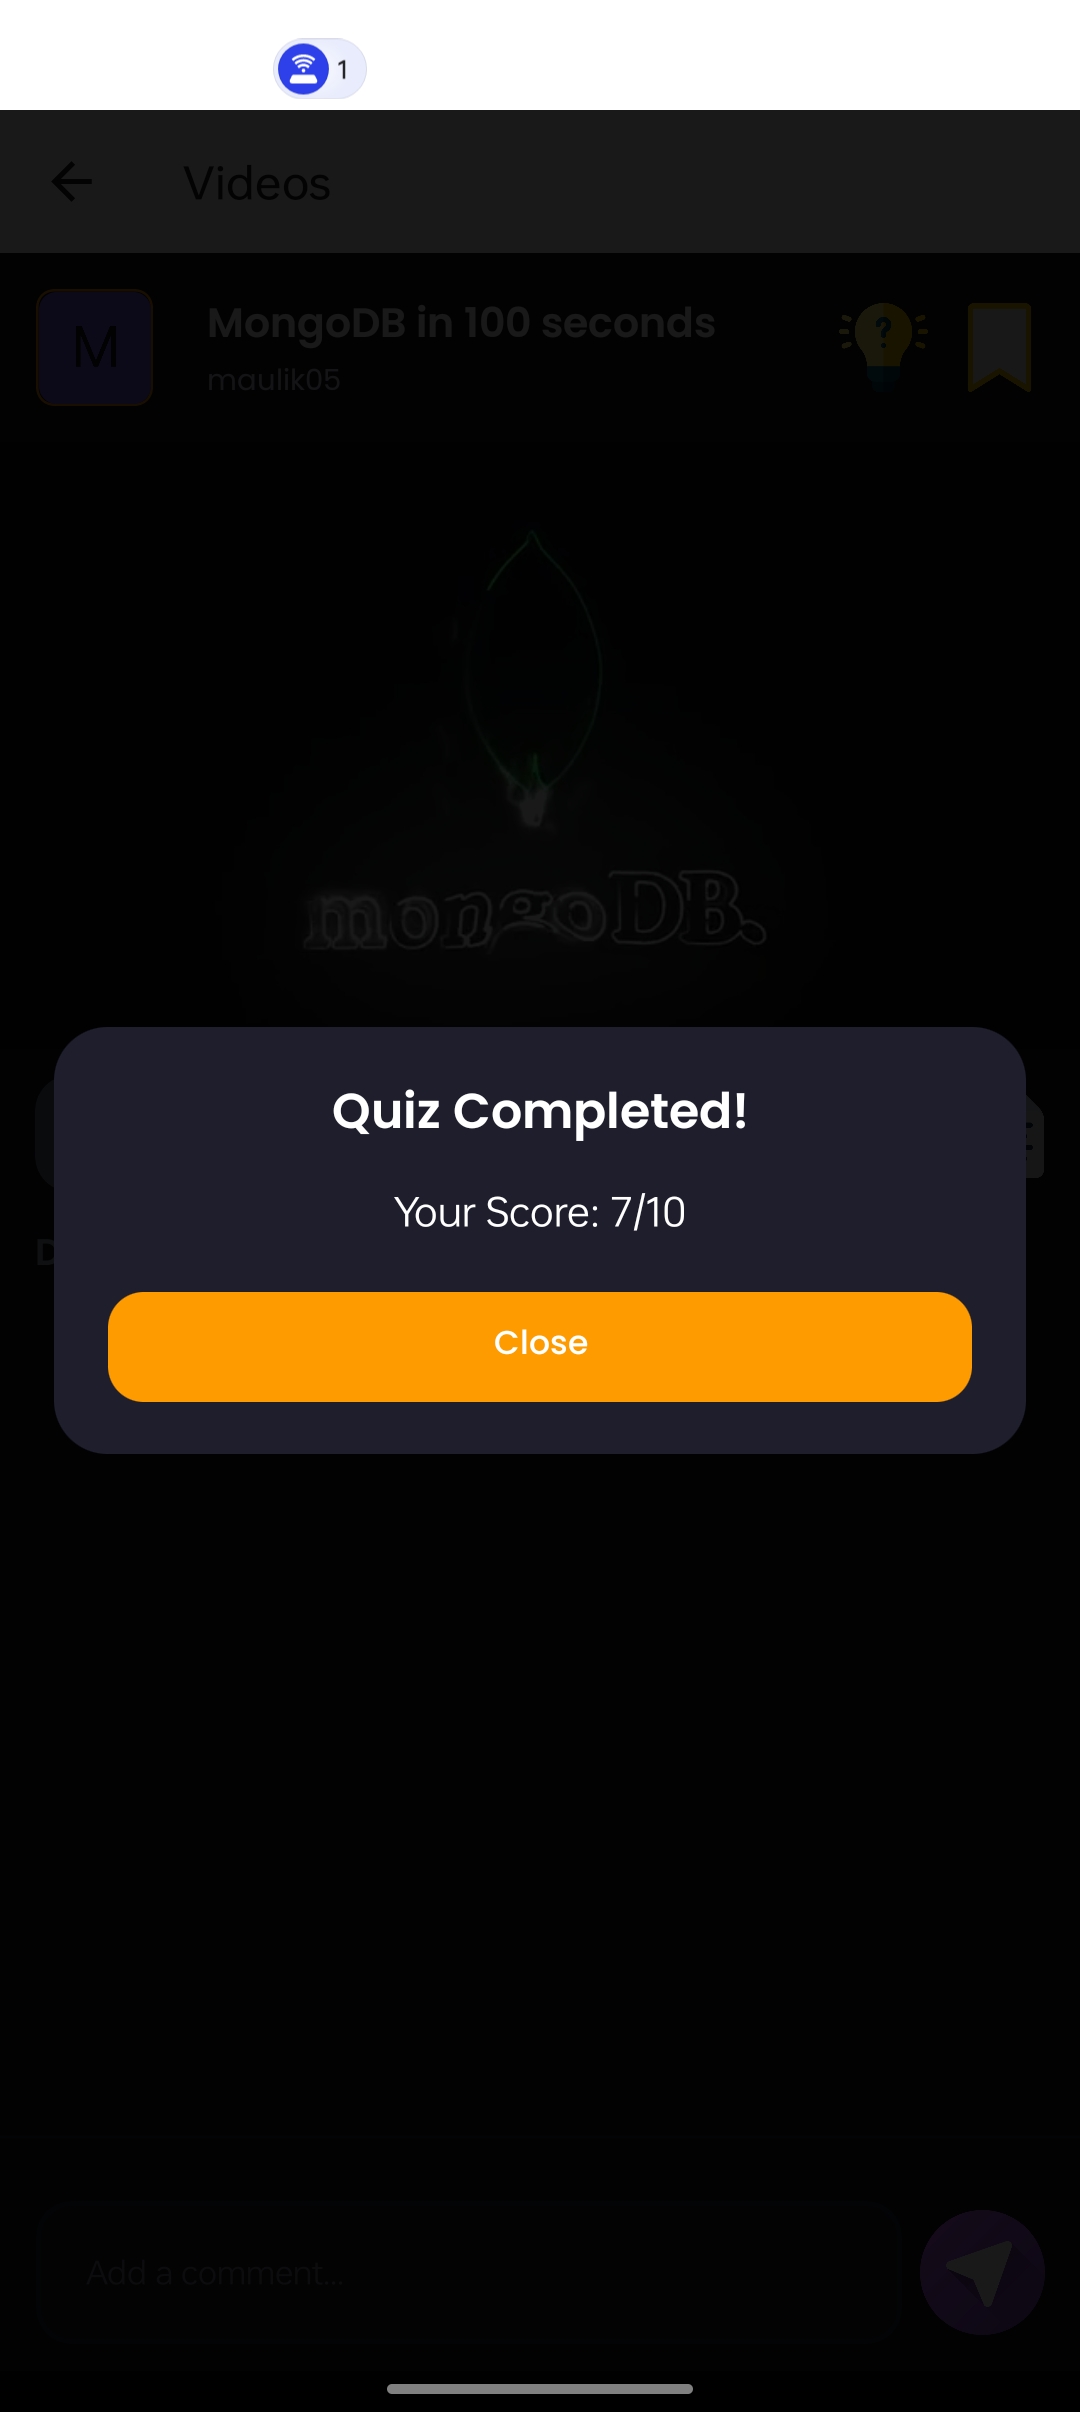 1
Videos
M
MongoDB in 100 seconds
maulik05
mongoDB.
Quiz Completed!
Your Score: 7/10
D
Close
Add a comment...